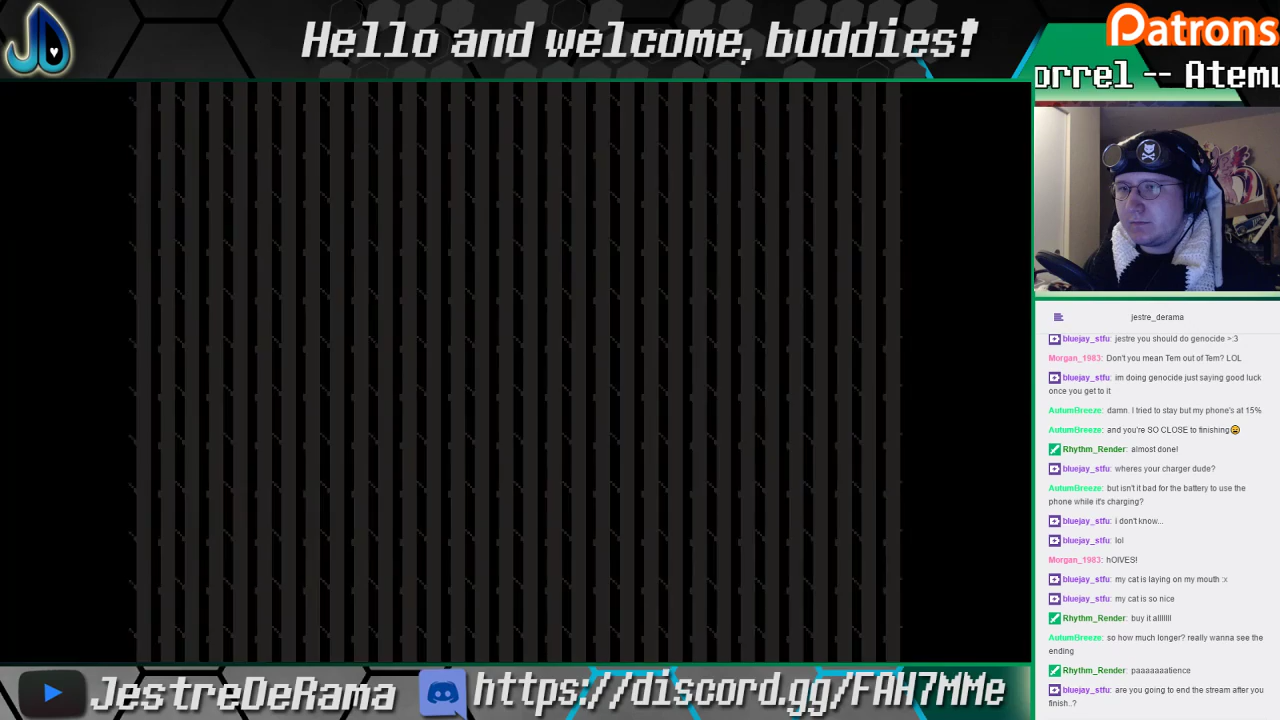 Hello and welcome, buddies!
Patrons
orrel -- Atemu
JD
jestre_derama
bluejay_stfu: jestre you should do genocide >:3
Morgan_1983: Don't you mean Tem out of Tem? LOL
bluejay_stfu: im doing genocide just saying good luck
once you get to it
AutumBreeze: damn. I tried to stay but my phone's at 15%
AutumBreeze: and you're SO CLOSE to finishing😩
Rhythm_Render: almost done!
bluejay_stfu: wheres your charger dude?
AutumBreeze: but isn't it bad for the battery to use the
phone while it's charging?
bluejay_stfu: i don't know...
bluejay_stfu: lol
Morgan_1983: hOIVES!
bluejay_stfu: my cat is laying on my mouth :x
bluejay_stfu: my cat is so nice
Rhythm_Render: buy it alllllll
AutumBreeze: so how much longer? really wanna see the
ending
Rhythm_Render: paaaaaaatience
bluejay_stfu: are you going to end the stream after you
finish..?
JestreDeRama
https://discord.gg/FAH7MMe